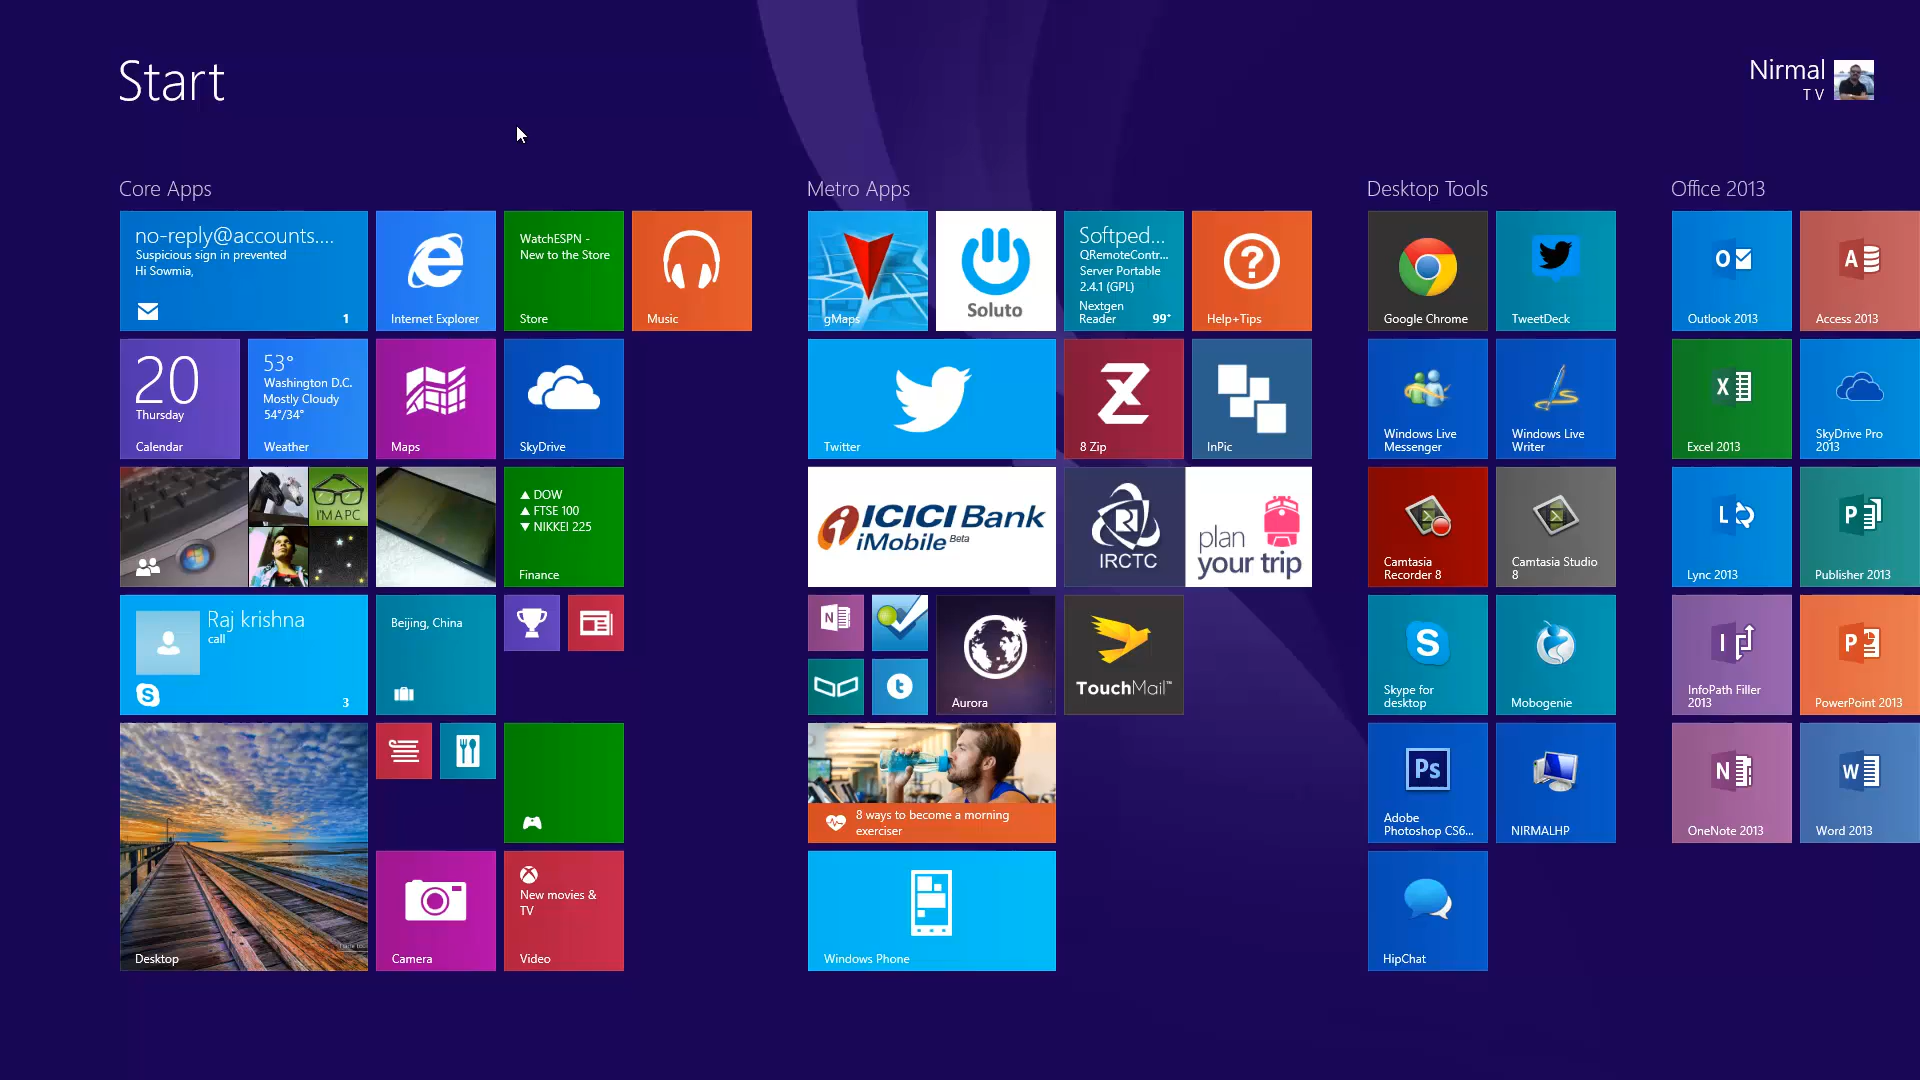 Start
Nirmal
TV
Core Apps
no-reply@accounts....
Suspicious sign in prevented
Hi Sowmia,
1
Internet Explorer
WatchESPN -
New to the Store
Store
Music
20
Thursday
Calendar
53°
Washington D.C.
Mostly Cloudy
54°/34°
Weather
Maps
SkyDrive
I'M A PC
▲ DOW
▲ FTSE 100
▼ NIKKEI 225
Finance
Raj krishna
call
3
Beijing, China
Desktop
Camera
New movies &
TV
Video
Metro Apps
gMaps
Soluto
Softped...
QRemoteContr...
Server Portable
2.4.1 (GPL)
Nextgen
Reader
99+
Help+Tips
Twitter
8 Zip
InPic
ICICI Bank
iMobile Beta
IRCTC
plan
your trip
N
t
Aurora
TouchMail™
8 ways to become a morning
exerciser
Windows Phone
Desktop Tools
Google Chrome
TweetDeck
Windows Live
Messenger
Windows Live
Writer
Camtasia
Recorder 8
Camtasia Studio
8
S
Skype for
desktop
Mobogenie
Ps
Adobe
Photoshop CS6...
NIRMALHP
HipChat
Office 2013
Outlook 2013
Access 2013
Excel 2013
SkyDrive Pro
2013
Lync 2013
Publisher 2013
InfoPath Filler
2013
PowerPoint 2013
OneNote 2013
Word 2013